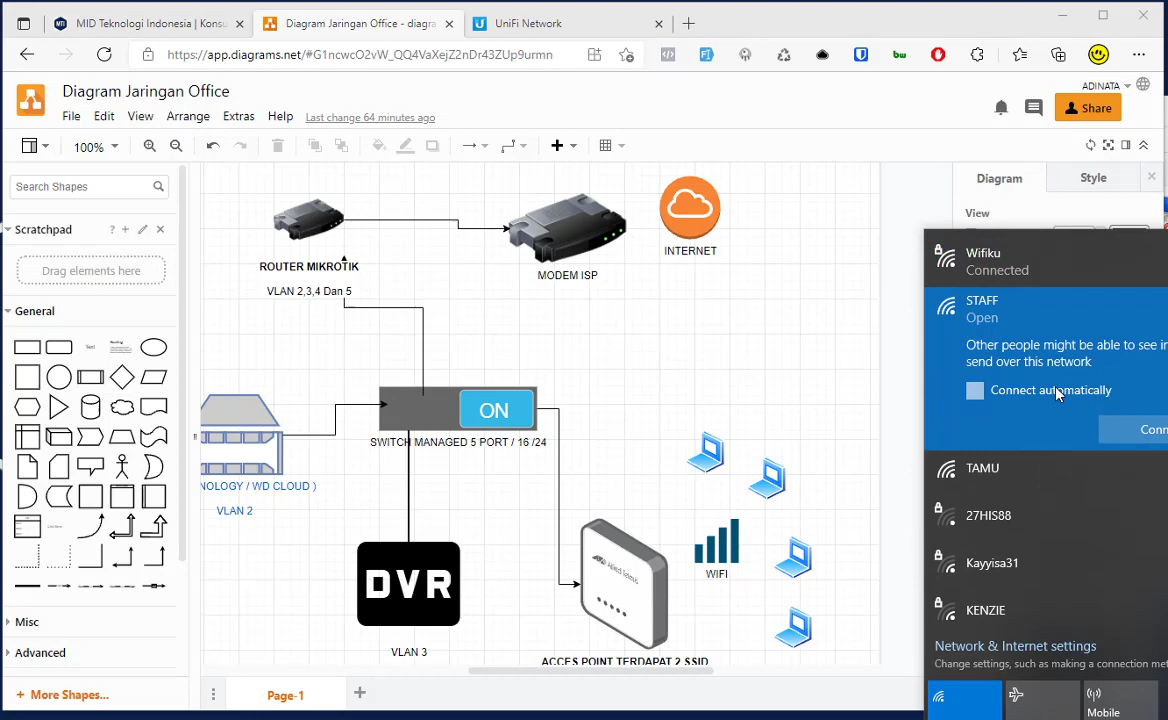 MID Teknologi Indonesia | Konsu
Diagram Jaringan Office - diagra
UniFi Network
https://app.diagrams.net/#G1ncwcO2vW_QQ4VaXejZ2nDr43ZUp9urmn
Diagram Jaringan Office
ADINATA
File Edit View Arrange Extras Help Last change 64 minutes ago
Share
100%
Search Shapes
Scratchpad
Drag elements here
General
Text
Heading
List Item
Misc
Advanced
+ More Shapes...
Diagram Style
View
INTERNET
ROUTER MIKROTIK
MODEM ISP
VLAN 2,3,4 Dan 5
ON
SWITCH MANAGED 5 PORT / 16 /24
NOLOGY / WD CLOUD )
VLAN 2
DVR
VLAN 3
Allied Telesis
WIFI
ACCES POINT TERDAPAT 2 SSID
Page-1
Wifiku
Connected
STAFF
Open
Other people might be able to see in
send over this network
Connect automatically
Conn
TAMU
27HIS88
Kayyisa31
KENZIE
Network & Internet settings
Change settings, such as making a connection met
Mobile